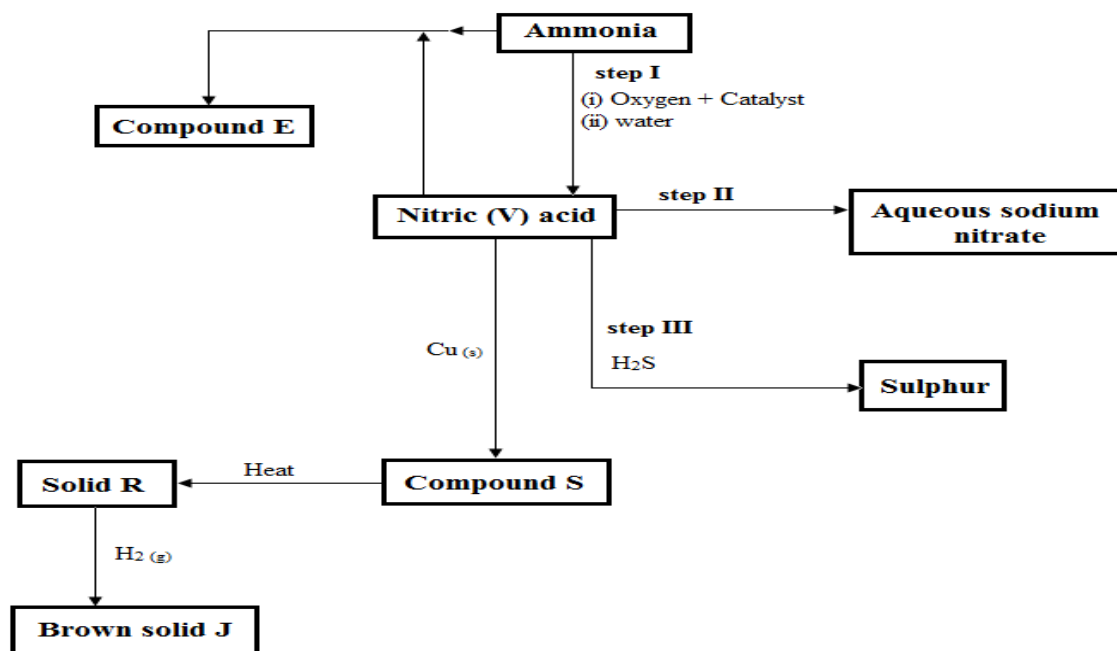 Ammonia
step I
(i) Oxygen + Catalyst
(ii) water
Compound E
Nitric (V) acid
step II
Aqueous sodium
nitrate
Cu (s)
step III
H₂S
Sulphur
Heat
Solid R
Compound S
H₂ (g)
Brown solid J